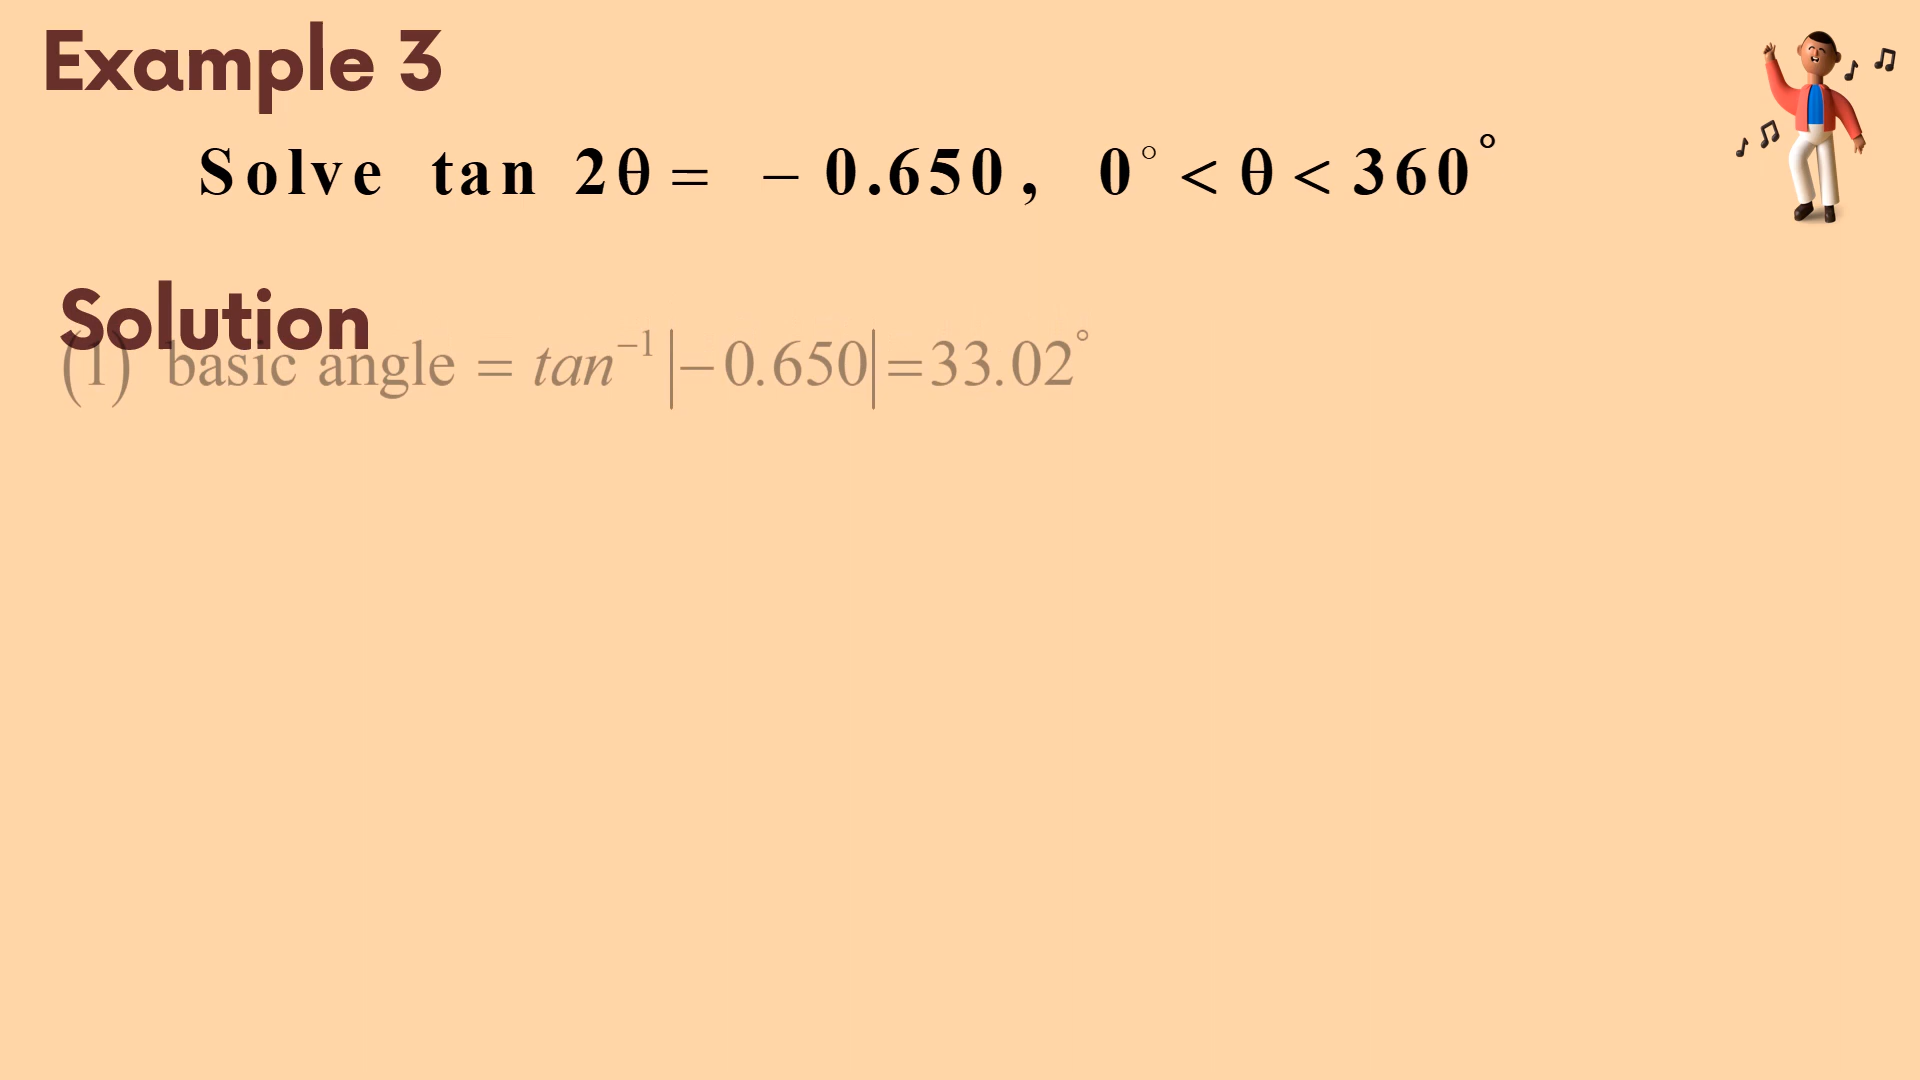 Example 3
Solve tan 2θ = − 0.650 , 0° < θ < 360°
Solution
(1) basic angle = tan⁻¹ |−0.650| = 33.02°